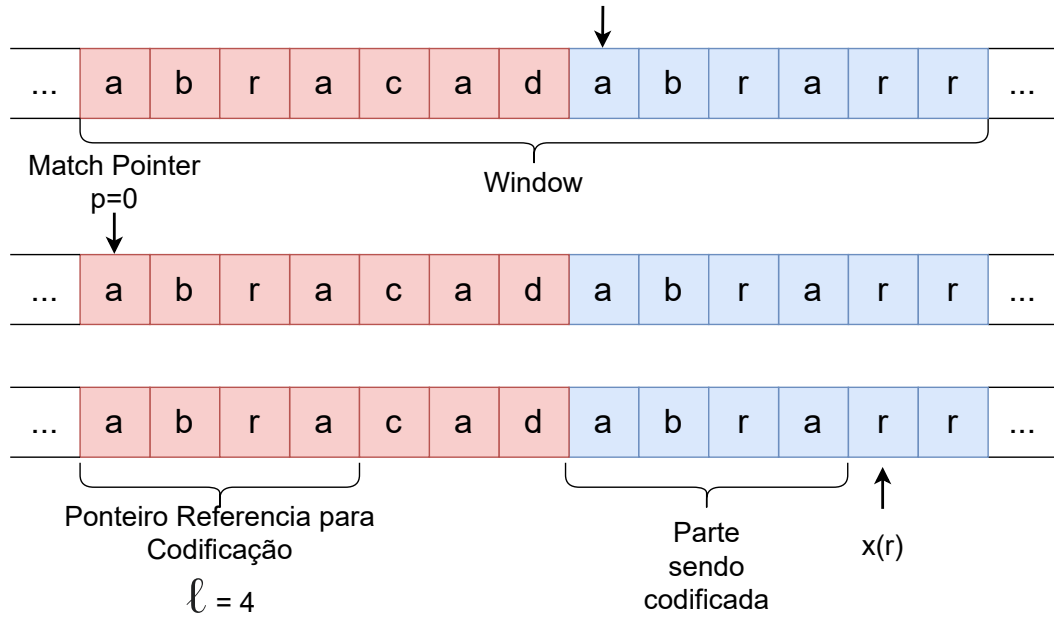 ... a b r a c a d a b r a r r ...
Window
Match Pointer
p=0
... a b r a c a d a b r a r r ...
... a b r a c a d a b r a r r ...
Ponteiro Referencia para
Codificação
ℓ = 4
Parte
sendo
codificada
x(r)